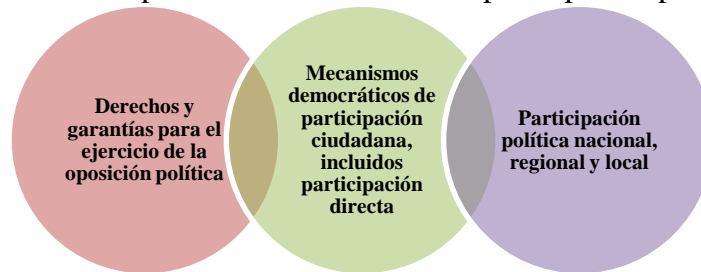 Derechos y
garantías para el
ejercicio de la
oposición política
Mecanismos
democráticos de
participación
ciudadana,
incluidos
participación
directa
Participación
política nacional,
regional y local